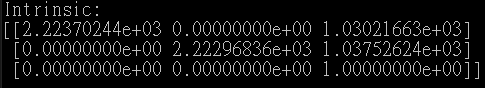 Intrinsic:
[[2.22370244e+03 0.00000000e+00 1.03021663e+03]
[0.00000000e+00 2.22296836e+03 1.03752624e+03]
[0.00000000e+00 0.00000000e+00 1.00000000e+00]]